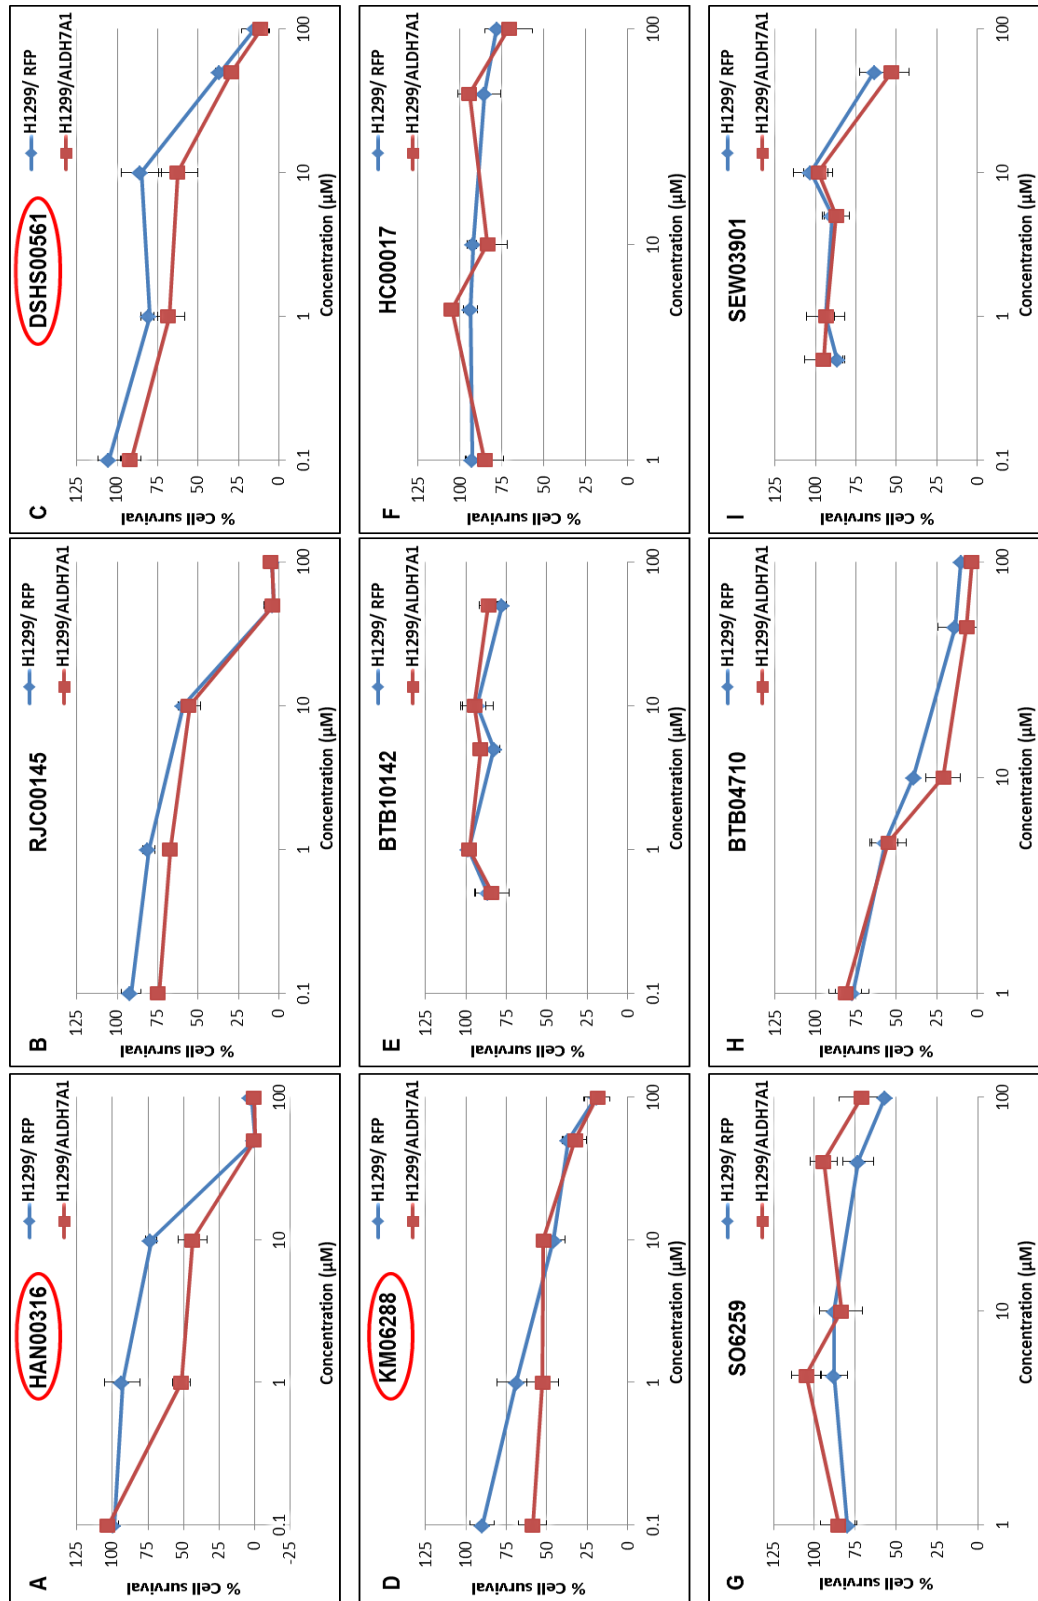 A
HAN00316
H1299/ RFP
H1299/ALDH7A1
% Cell survival
125
100
75
50
25
0
-25
0.1
1
10
100
Concentration (µM)
B
RJC00145
H1299/ RFP
H1299/ALDH7A1
% Cell survival
125
100
75
50
25
0
0.1
1
10
100
Concentration (µM)
C
DSHS00561
H1299/ RFP
H1299/ALDH7A1
% Cell survival
125
100
75
50
25
0
0.1
1
10
100
Concentration (µM)
D
KM06288
H1299/ RFP
H1299/ALDH7A1
% Cell survival
125
100
75
50
25
0
0.1
1
10
100
Concentration (µM)
E
BTB10142
H1299/ RFP
H1299/ALDH7A1
% Cell survival
125
100
75
50
25
0
0.1
1
10
100
Concentration (µM)
F
HC00017
H1299/ RFP
H1299/ALDH7A1
% Cell survival
125
100
75
50
25
0
1
10
100
Concentration (µM)
G
SO6259
H1299/ RFP
H1299/ALDH7A1
% Cell survival
125
100
75
50
25
0
1
10
100
Concentration (µM)
H
BTB04710
H1299/ RFP
H1299/ALDH7A1
% Cell survival
125
100
75
50
25
0
1
10
100
Concentration (µM)
I
SEW03901
H1299/ RFP
H1299/ALDH7A1
% Cell survival
125
100
75
50
25
0
0.1
1
10
100
Concentration (µM)